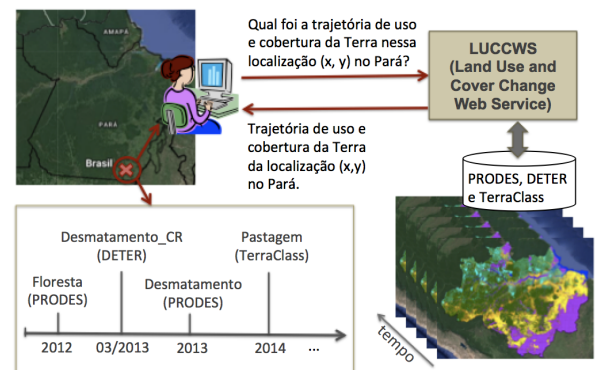 AMAPÁ
PARÁ
Brasil
Qual foi a trajetória de uso
e cobertura da Terra nessa
localização (x, y) no Pará?
LUCCWS
(Land Use and
Cover Change
Web Service)
Trajetória de uso e
cobertura da Terra
da localização (x,y)
no Pará.
PRODES, DETER
e TerraClass
Desmatamento_CR
(DETER)
Pastagem
(TerraClass)
Floresta
(PRODES)
Desmatamento
(PRODES)
2012
03/2013
2013
2014
...
tempo